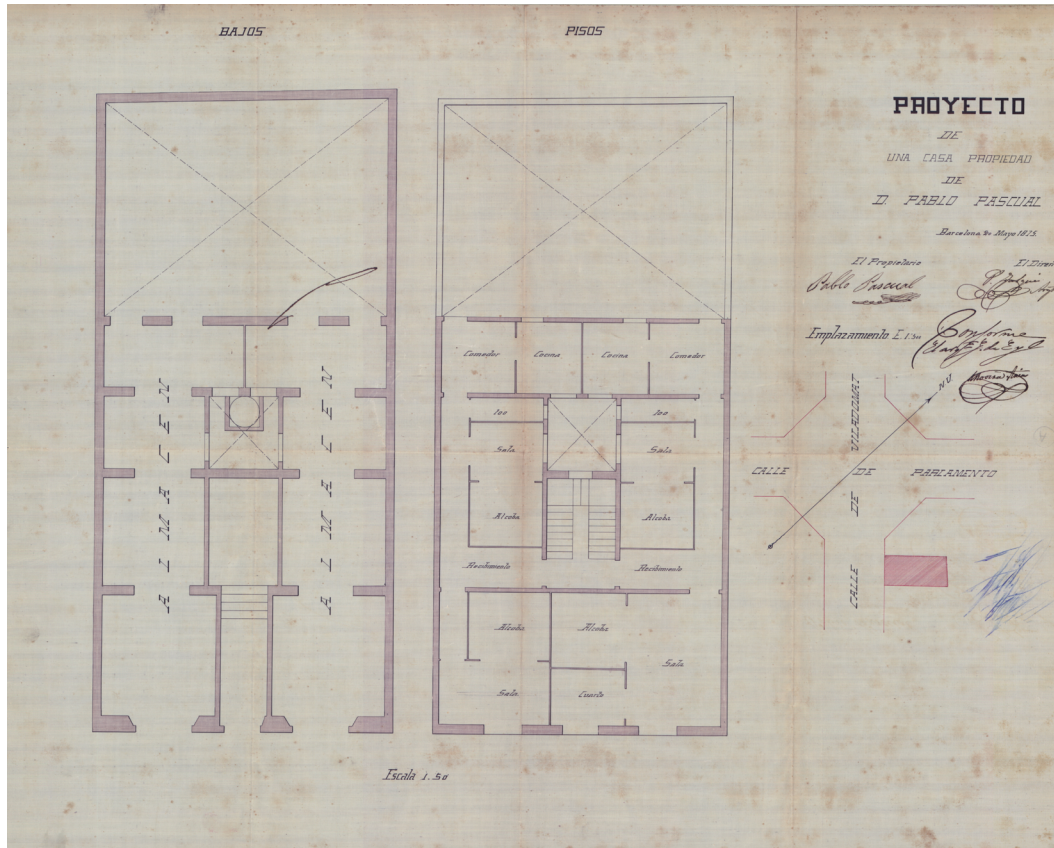 BAJOS
PISOS
PROYECTO
DE
UNA CASA PROPIEDAD
DE
D. PABLO PASCUAL
Barcelona, Mayo
El Propietario
Pablo Pascual
Emplazamiento E
Conforme
N
CALLE DE PARLAMENTO
CALLE DE VILADOMAT
ALMACEN
ALMACEN
Comedor
Cocina
Cocina
Comedor
Sala
Sala
Alcoba
Alcoba
Recibimiento
Recibimiento
Alcoba
Alcoba
Sala
Sala
Cuarto
Escala 1.50